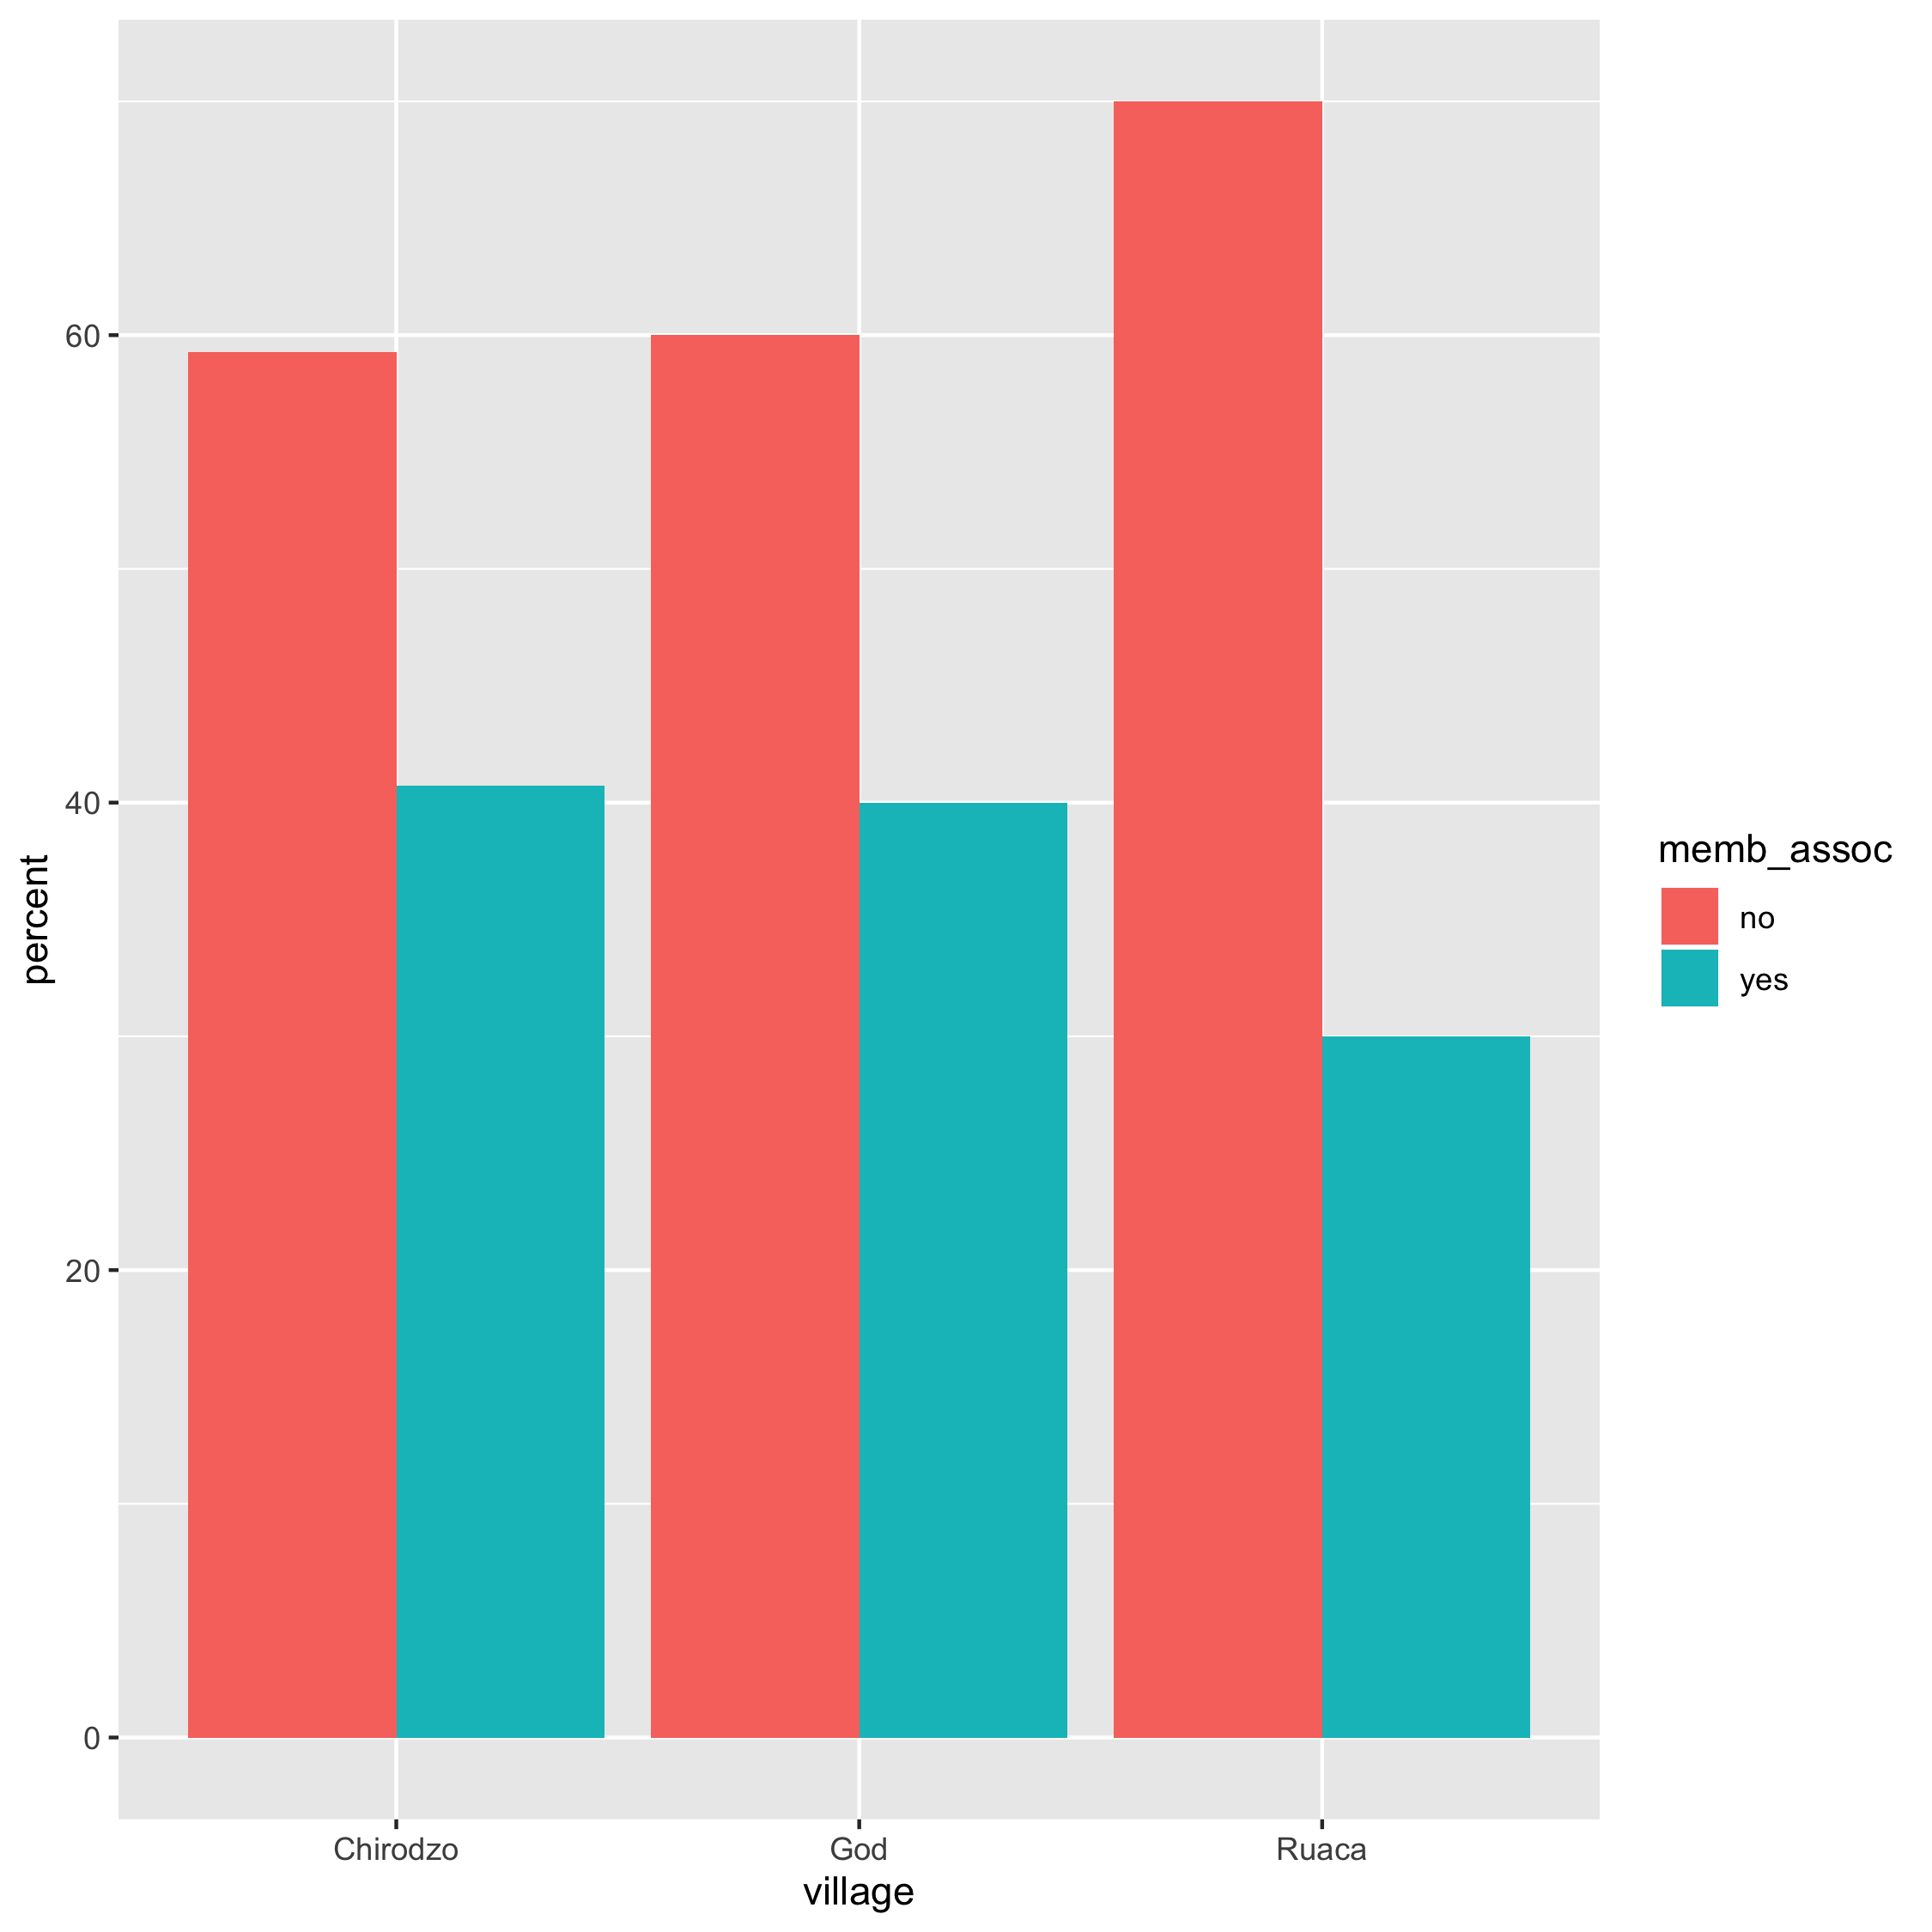 60
40
20
0
percent
Chirodzo
God
Ruaca
village
memb_assoc
no
yes